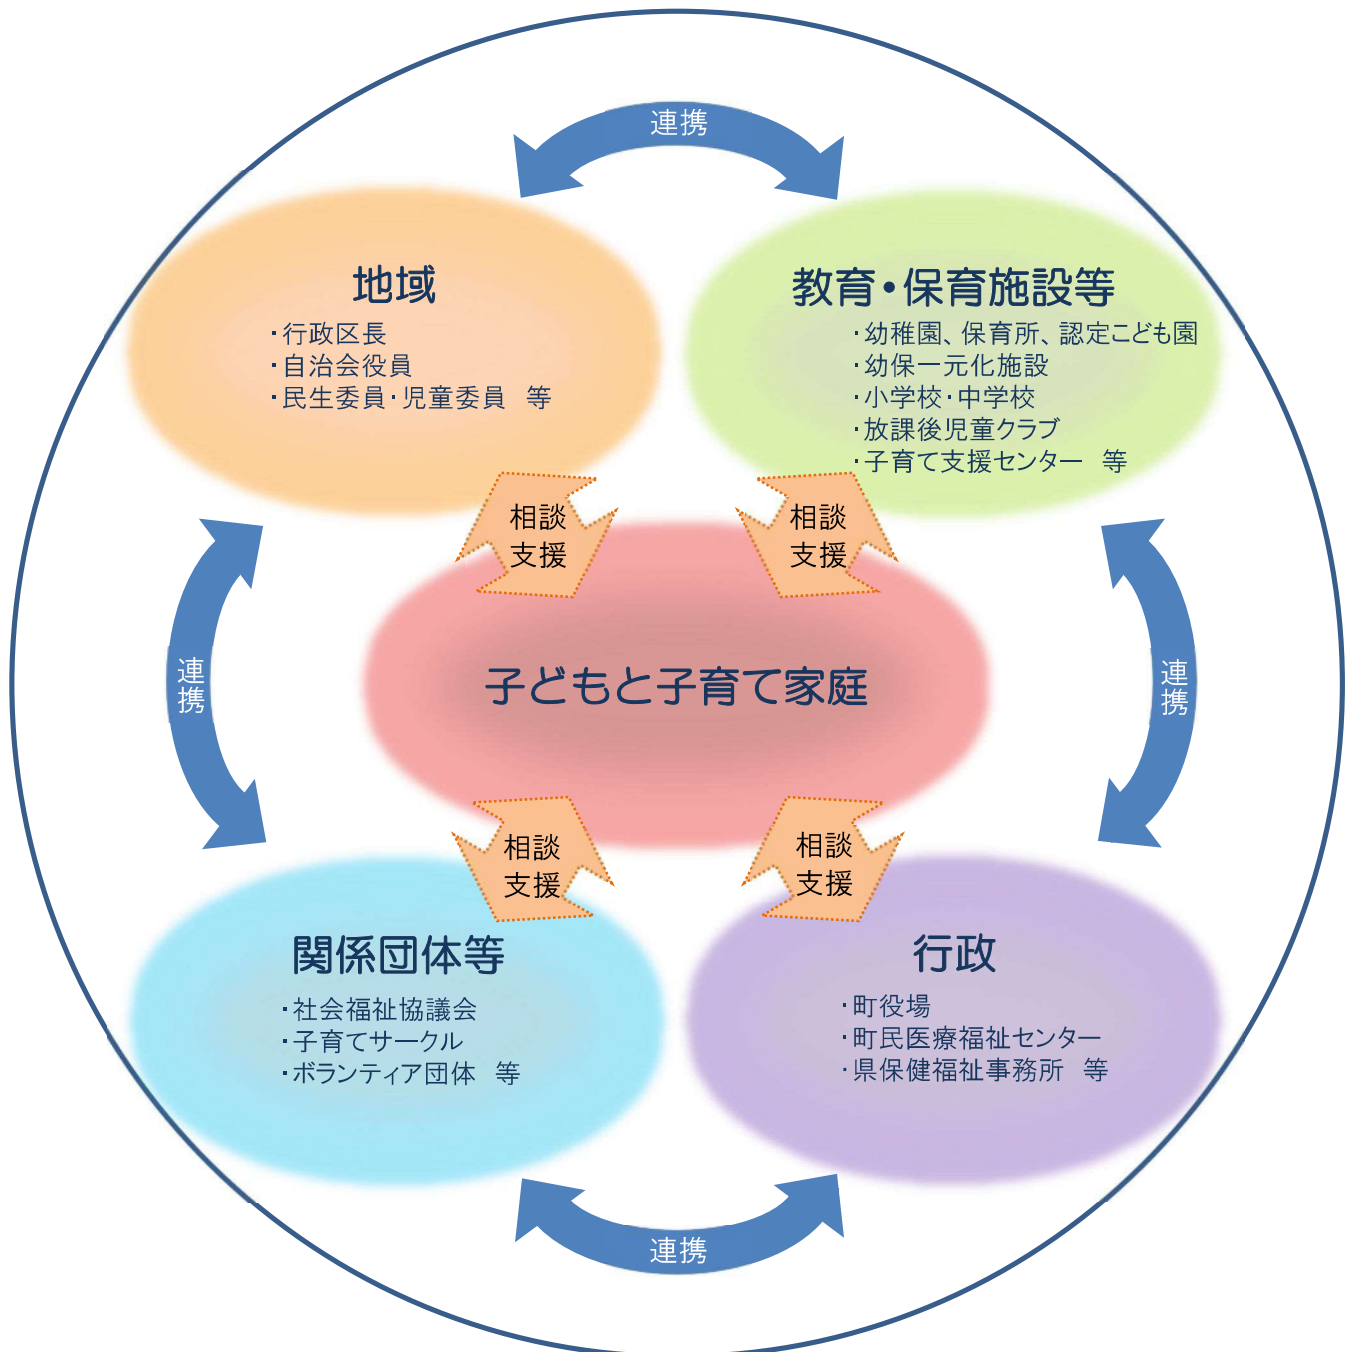 連携
地域
・行政区長
・自治会役員
・民生委員・児童委員　等
教育・保育施設等
・幼稚園、保育所、認定こども園
・幼保一元化施設
・小学校・中学校
・放課後児童クラブ
・子育て支援センター　等
相談
支援
相談
支援
連携
子どもと子育て家庭
連携
相談
支援
相談
支援
関係団体等
・社会福祉協議会
・子育てサークル
・ボランティア団体　等
行政
・町役場
・町民医療福祉センター
・県保健福祉事務所　等
連携